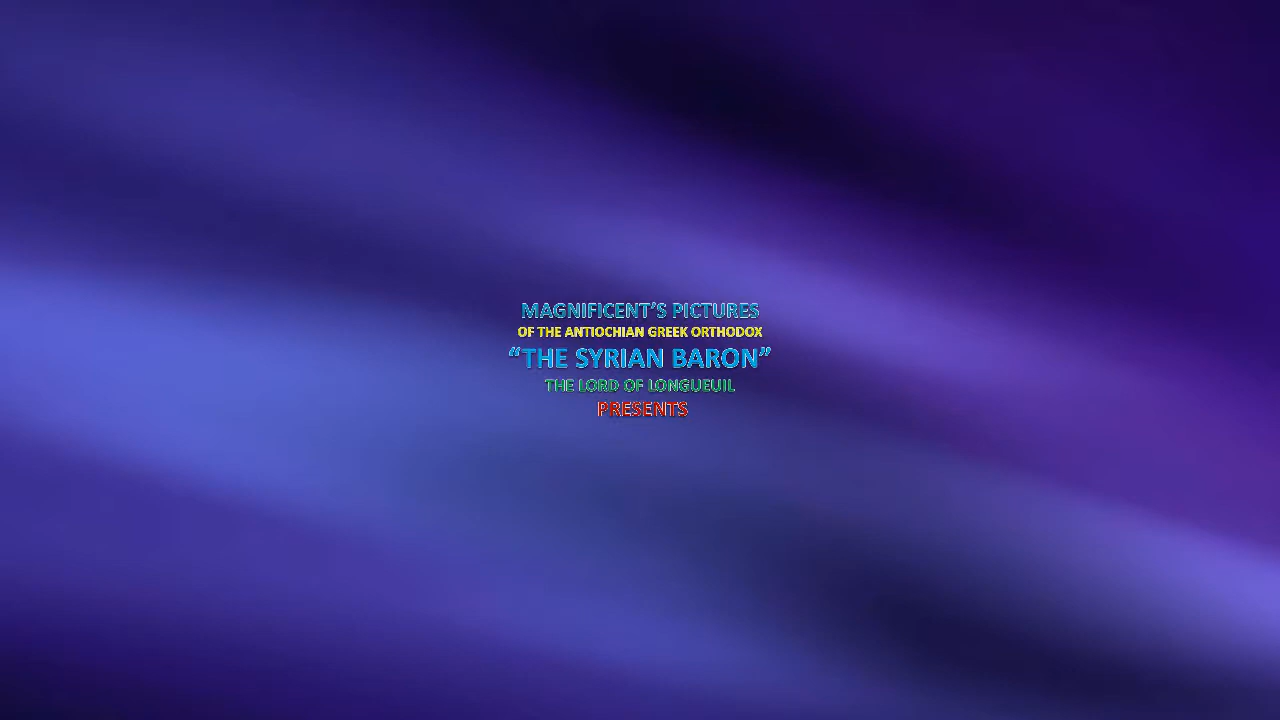 MAGNIFICENT’S PICTURES
OF THE ANTIOCHIAN GREEK ORTHODOX
“THE SYRIAN BARON”
THE LORD OF LONGUEUIL
PRESENTS